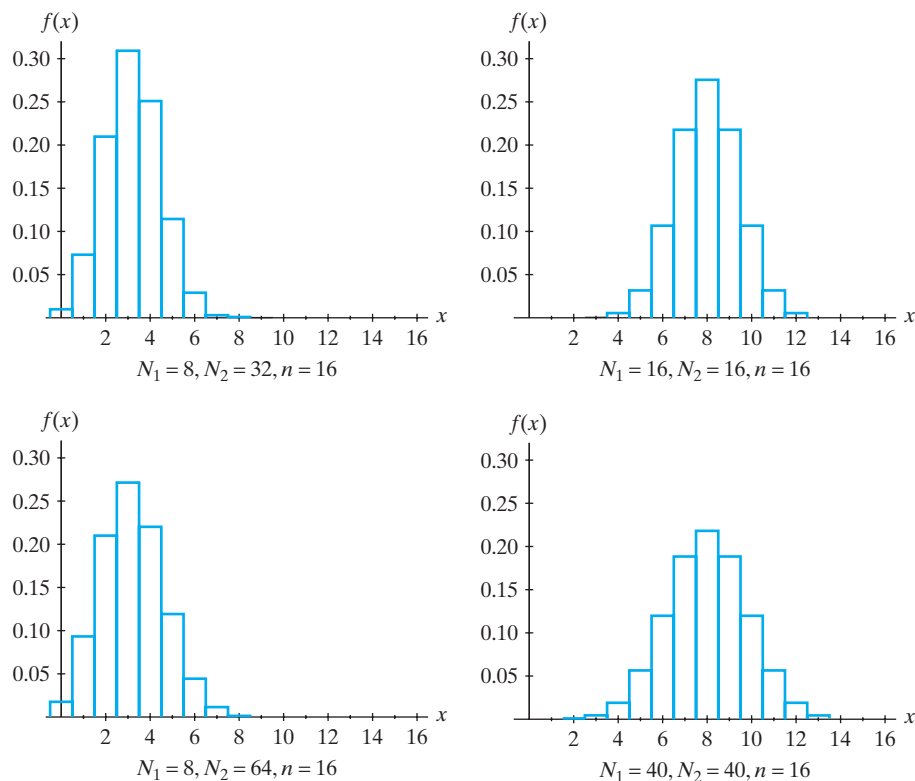 f(x)
0.30
0.25
0.20
0.15
0.10
0.05
2 4 6 8 10 12 14 16 x
N₁ = 8, N₂ = 32, n = 16
f(x)
0.30
0.25
0.20
0.15
0.10
0.05
2 4 6 8 10 12 14 16 x
N₁ = 16, N₂ = 16, n = 16
f(x)
0.30
0.25
0.20
0.15
0.10
0.05
2 4 6 8 10 12 14 16 x
N₁ = 8, N₂ = 64, n = 16
f(x)
0.30
0.25
0.20
0.15
0.10
0.05
2 4 6 8 10 12 14 16 x
N₁ = 40, N₂ = 40, n = 16